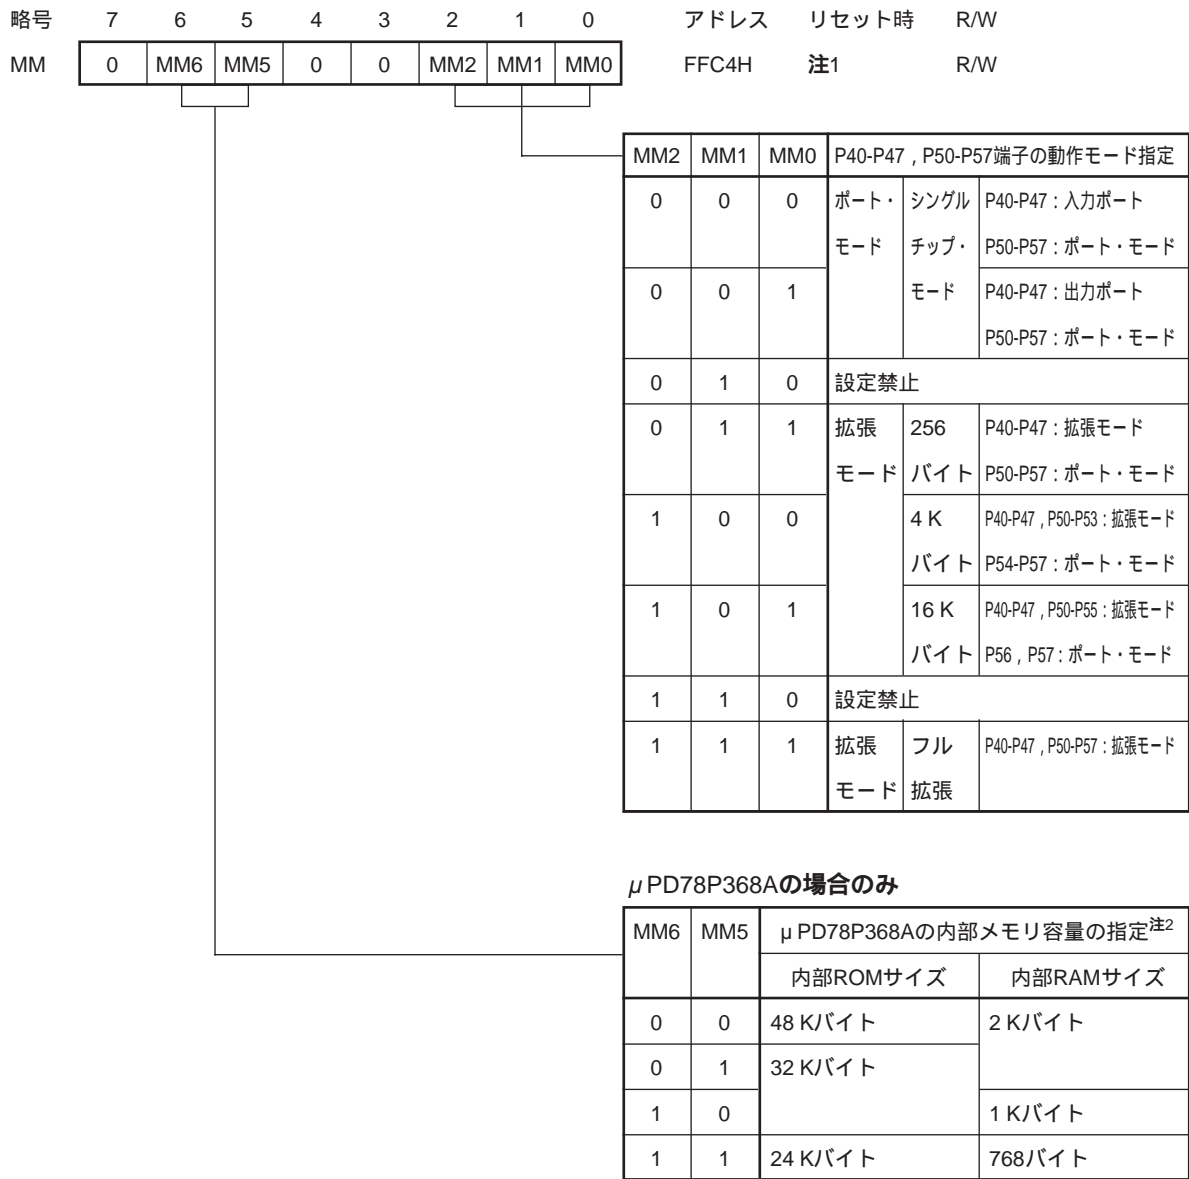 略号 7 6 5 4 3 2 1 0 アドレス リセット時 R/W
MM 0 MM6 MM5 0 0 MM2 MM1 MM0 FFC4H 注1 R/W
MM2 MM1 MM0 P40-P47，P50-P57端子の動作モード指定
0 0 0 ポート・ シングル P40-P47：入力ポート
モード チップ・ P50-P57：ポート・モード
0 0 1 モード P40-P47：出力ポート
P50-P57：ポート・モード
0 1 0 設定禁止
0 1 1 拡張 256 P40-P47：拡張モード
モード バイト P50-P57：ポート・モード
1 0 0 4 K P40-P47，P50-P53：拡張モード
バイト P54-P57：ポート・モード
1 0 1 16 K P40-P47，P50-P55：拡張モード
バイト P56，P57：ポート・モード
1 1 0 設定禁止
1 1 1 拡張 フル P40-P47，P50-P57：拡張モード
モード 拡張
μPD78P368Aの場合のみ
MM6 MM5 μPD78P368Aの内部メモリ容量の指定注2
内部ROMサイズ 内部RAMサイズ
0 0 48 Kバイト 2 Kバイト
0 1 32 Kバイト
1 0 1 Kバイト
1 1 24 Kバイト 768バイト